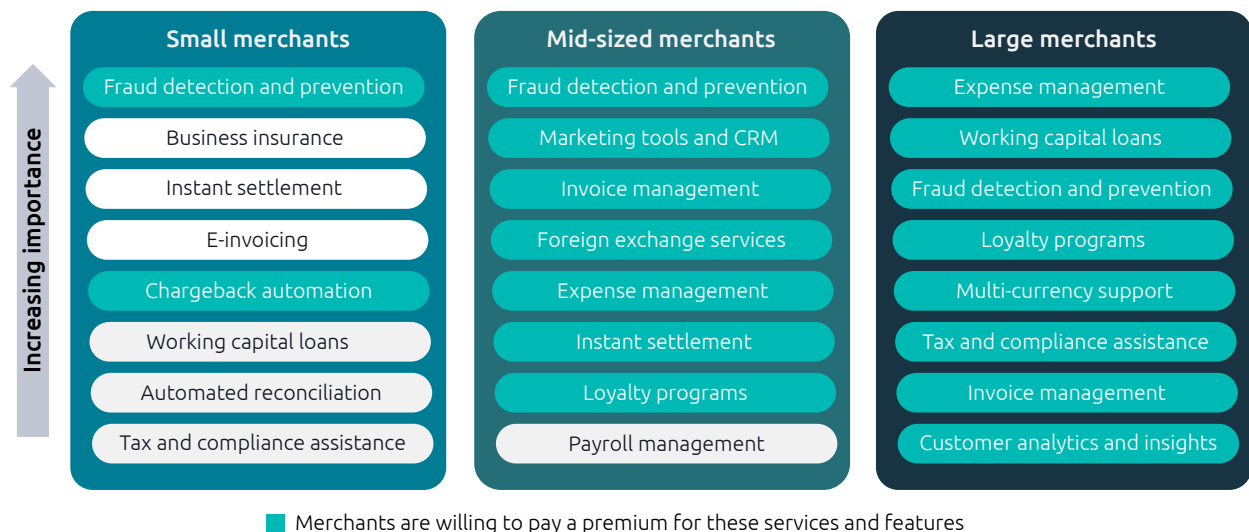 Increasing importance
Small merchants
Fraud detection and prevention
Business insurance
Instant settlement
E-invoicing
Chargeback automation
Working capital loans
Automated reconciliation
Tax and compliance assistance
Mid-sized merchants
Fraud detection and prevention
Marketing tools and CRM
Invoice management
Foreign exchange services
Expense management
Instant settlement
Loyalty programs
Payroll management
Large merchants
Expense management
Working capital loans
Fraud detection and prevention
Loyalty programs
Multi-currency support
Tax and compliance assistance
Invoice management
Customer analytics and insights
Merchants are willing to pay a premium for these services and features